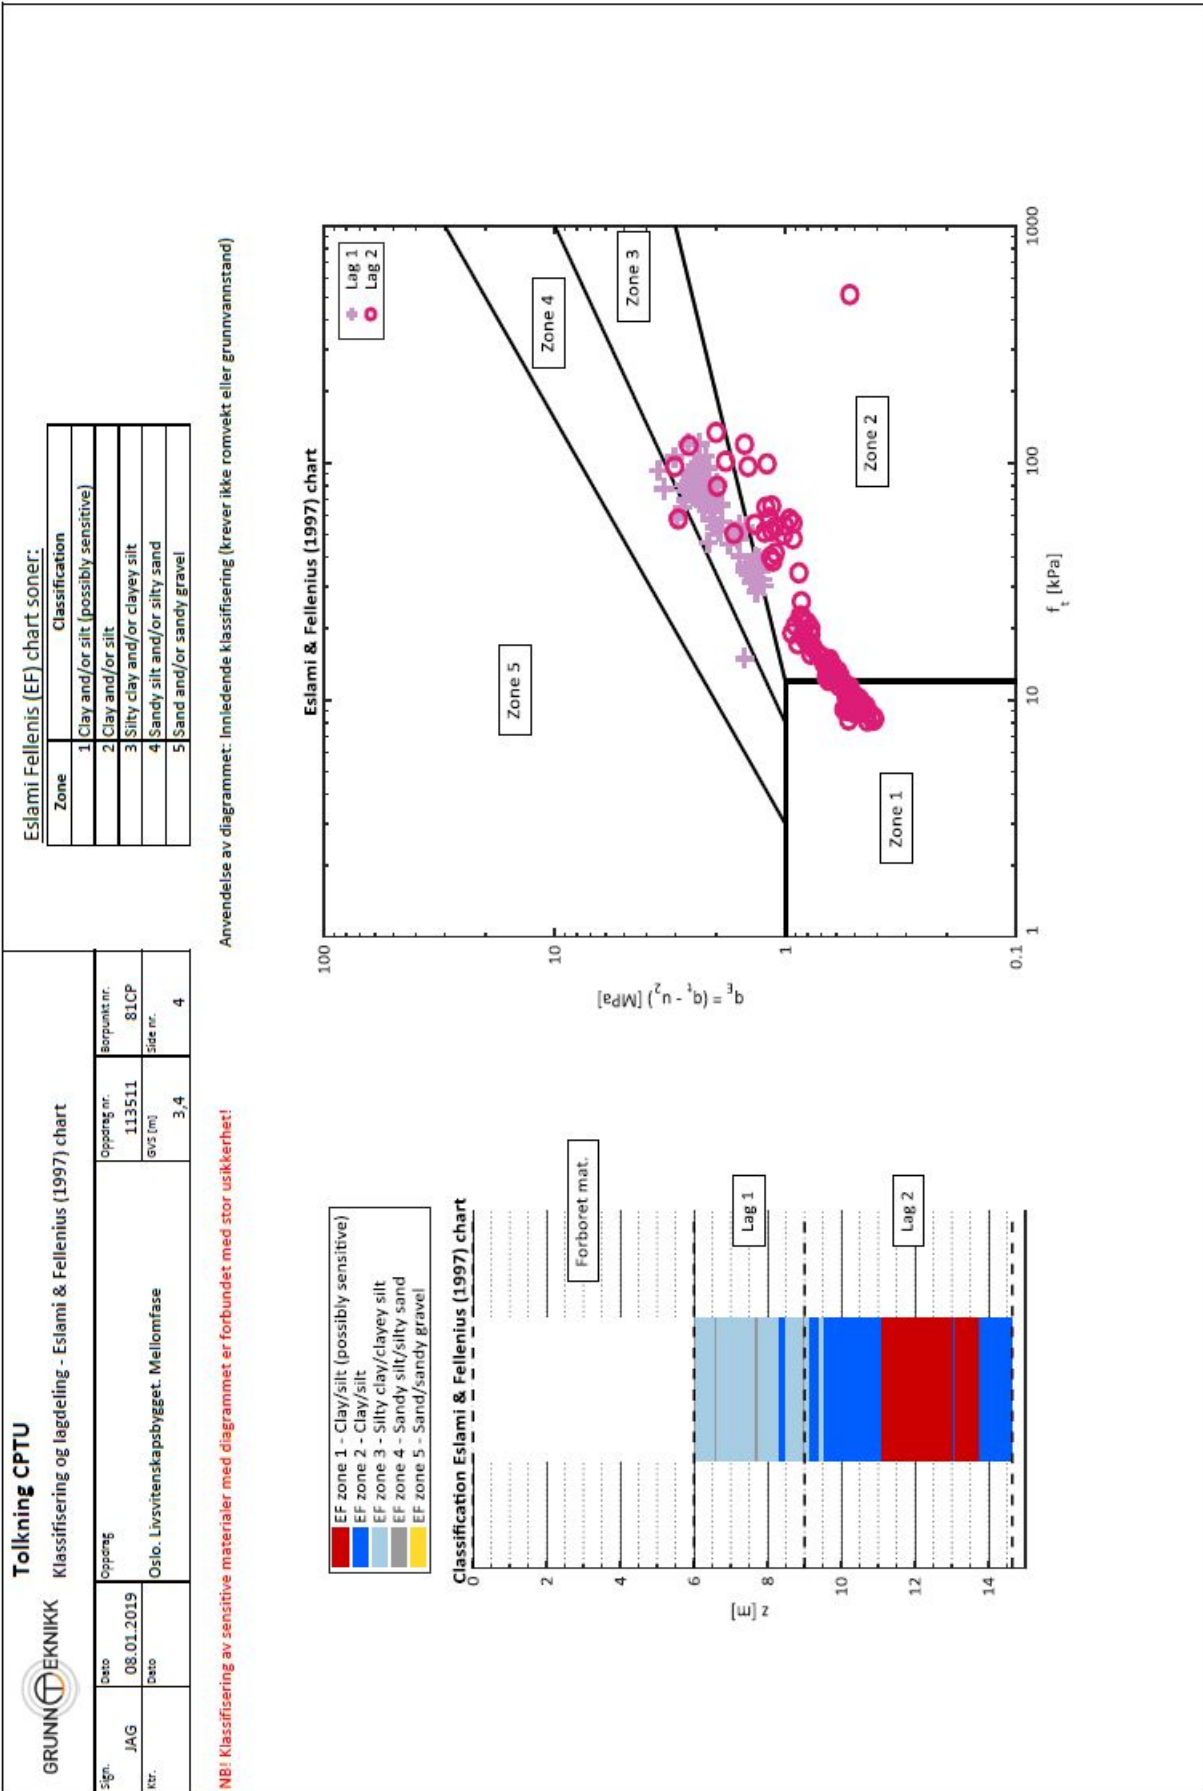 GRUNNTEKNIKK
Tolkning CPTU
Klassifisering og lagdeling - Eslami & Fellenius (1997) chart
Sign.
JAG
Dato
08.01.2019
Oppdrag
Oppdrag nr.
113511
Borpunkt nr.
81CP
Ktr.
Dato
Oslo. Livsvitenskapsbygget. Mellomfase
GVS [m]
3,4
Side nr.
4
Eslami Fellenis (EF) chart soner:
Zone Classification
1 Clay and/or silt (possibly sensitive)
2 Clay and/or silt
3 Silty clay and/or clayey silt
4 Sandy silt and/or silty sand
5 Sand and/or sandy gravel
NB! Klassifisering av sensitive materialer med diagrammet er forbundet med stor usikkerhet!
Anvendelse av diagrammet: Innledende klassifisering (krever ikke romvekt eller grunnvannstand)
EF zone 1 - Clay/silt (possibly sensitive)
EF zone 2 - Clay/silt
EF zone 3 - Silty clay/clayey silt
EF zone 4 - Sandy silt/silty sand
EF zone 5 - Sand/sandy gravel
Classification Eslami & Fellenius (1997) chart
0
2
4
6
8
10
12
14
z [m]
Forboret mat.
Lag 1
Lag 2
Eslami & Fellenius (1997) chart
100
10
1
0.1
qE = (qt - u2) [MPa]
Lag 1
Lag 2
Zone 5
Zone 4
Zone 3
Zone 2
Zone 1
1
10
100
1000
ft [kPa]